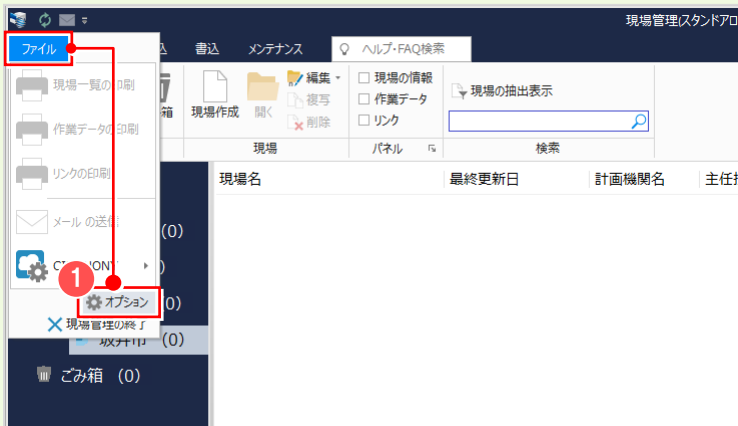 現場管理(スタンドアロ
ファイル
書込 メンテナンス ヘルプ・FAQ検索
現場一覧の印刷
作業データの印刷
リンクの印刷
メール の送信
オプション
現場管理の終了
箱
現場作成
開く
編集
複写
削除
現場
現場の情報
作業データ
リンク
パネル
現場の抽出表示
検索
現場名 最終更新日 計画機関名 主任技
1
(0)
)
(0)
坂井市 (0)
ごみ箱 (0)